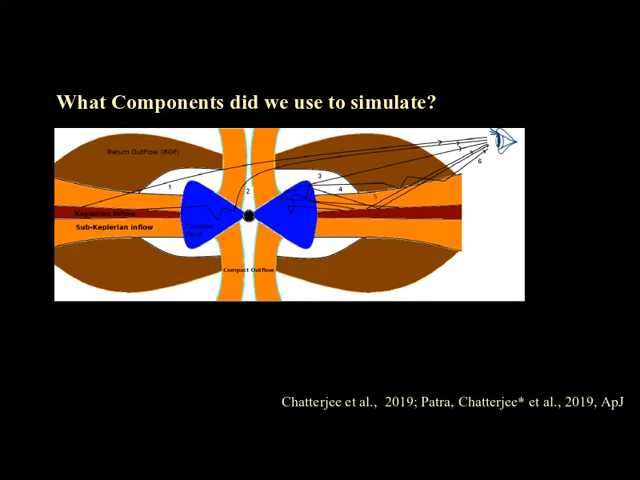 What Components did we use to simulate?
Return OutFlow (ROF)
1
2
3
4
5
6
Keplerian Inflow
Sub-Keplerian inflow
Compact Outflow
Chatterjee et al., 2019; Patra, Chatterjee* et al., 2019, ApJ